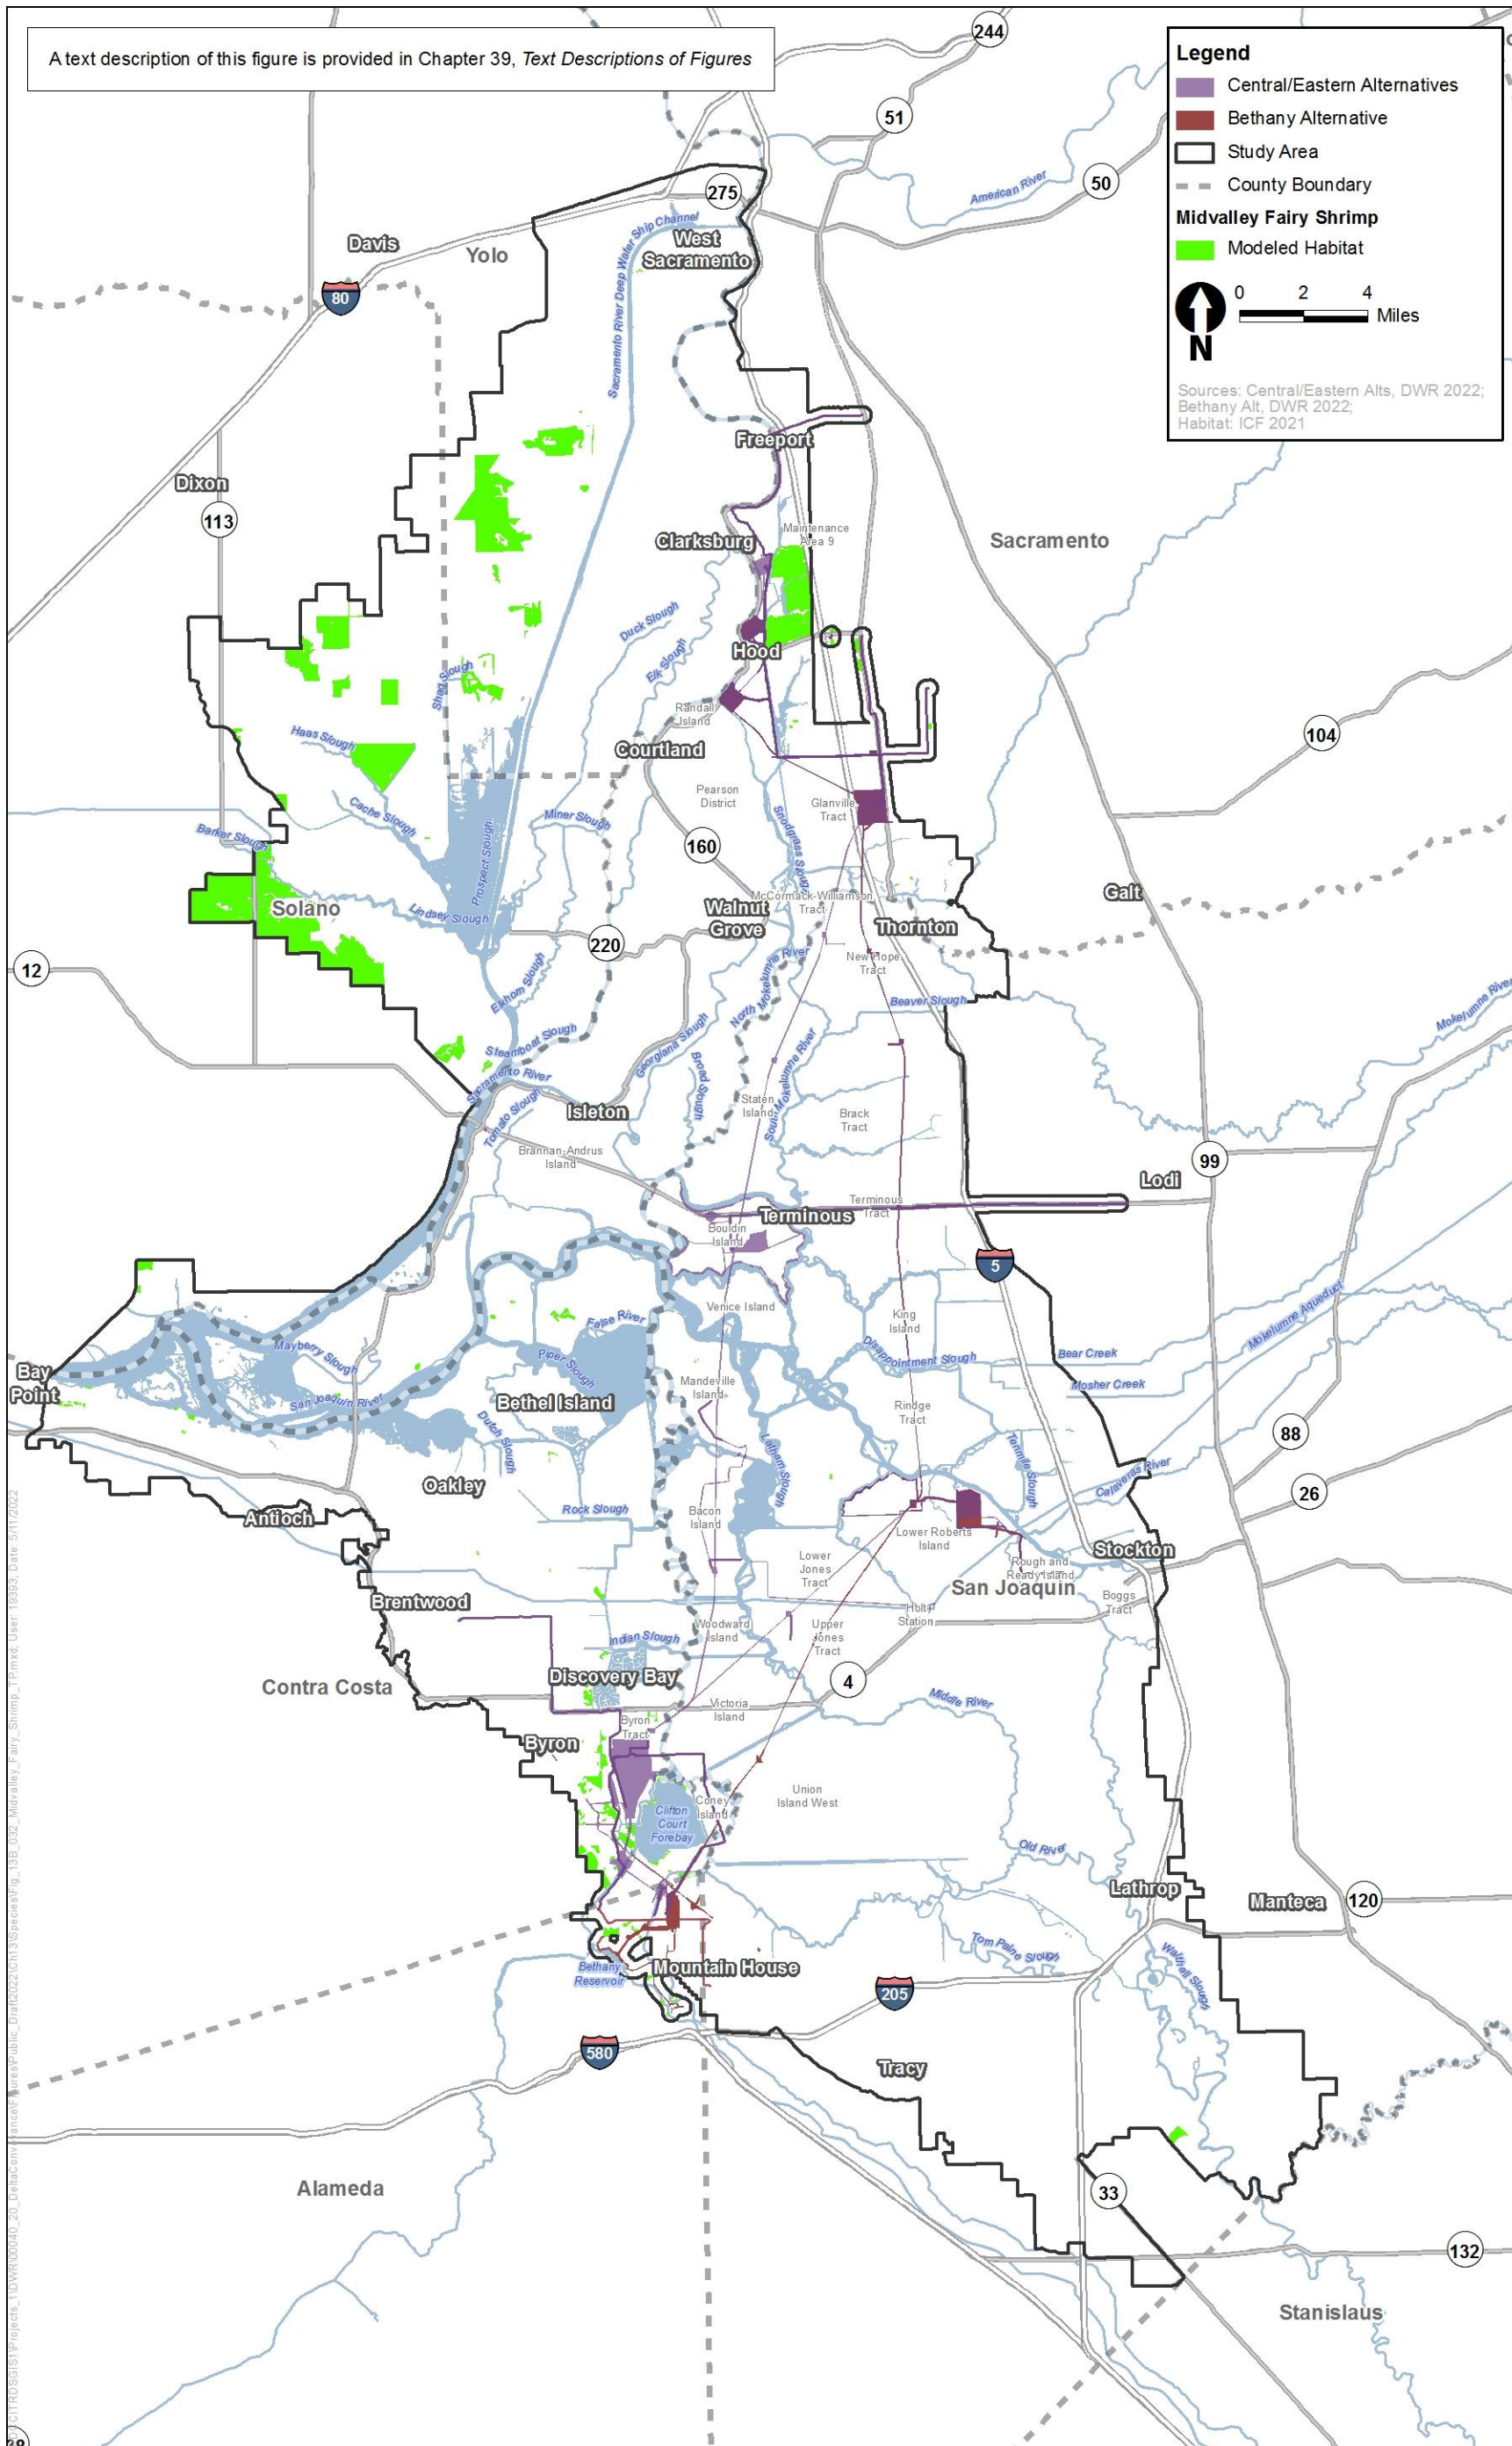 A text description of this figure is provided in Chapter 39, Text Descriptions of Figures
Legend
Central/Eastern Alternatives
Bethany Alternative
Study Area
County Boundary
Midvalley Fairy Shrimp
Modeled Habitat
0 2 4
Miles
N
Sources: Central/Eastern Alts, DWR 2022;
Bethany Alt, DWR 2022;
Habitat: ICF 2021
244
51
50
275
American River
Davis
Yolo
West
Sacramento
Sacramento River Deep Water Ship Channel
80
Freeport
Dixon
113
Clarksburg
Maintenance
Area 9
Sacramento
Duck Slough
Elk Slough
Hood
Shag Slough
Randall
Island
Haas Slough
Courtland
104
Pearson
District
Glanville
Tract
Cache Slough
Miner Slough
Snodgrass Slough
Barker Slough
Prospect Slough
160
Galt
McCormack-Williamson
Tract
Solano
Lindsey Slough
Walnut
Grove
Thornton
220
12
New Hope
Tract
North Mokelumne River
Elkhorn Slough
Beaver Slough
Mokelumne River
Steamboat Slough
Georgiana Slough
Sacramento River
Broad Slough
South Mokelumne River
Tomato Slough
Isleton
Staten
Island
Brack
Tract
Brannan-Andrus
Island
99
Lodi
Terminous
Terminous
Tract
Bouldin
Island
5
Venice Island
King
Island
False River
Mokelumne Aqueduct
Mayberry Slough
Piper Slough
Disappointment Slough
Bear Creek
Bay
Point
Mandeville
Island
Mosher Creek
San Joaquin River
Bethel Island
Rindge
Tract
88
Dutch Slough
Latham Slough
Tenmile Slough
Calaveras River
Oakley
26
Antioch
Rock Slough
Bacon
Island
Lower Roberts
Island
Stockton
Lower
Jones
Tract
Rough and
Ready Island
San Joaquin
Boggs
Tract
Brentwood
Holt
Station
Woodward
Island
Upper
Jones
Tract
Indian Slough
Discovery Bay
Contra Costa
4
Victoria
Island
Middle River
Byron
Tract
Byron
Union
Island West
Coney
Island
Clifton
Court
Forebay
Old River
Lathrop
Manteca
120
Tom Paine Slough
Walthall Slough
Bethany
Reservoir
Mountain House
205
580
Tracy
Alameda
33
132
Stanislaus